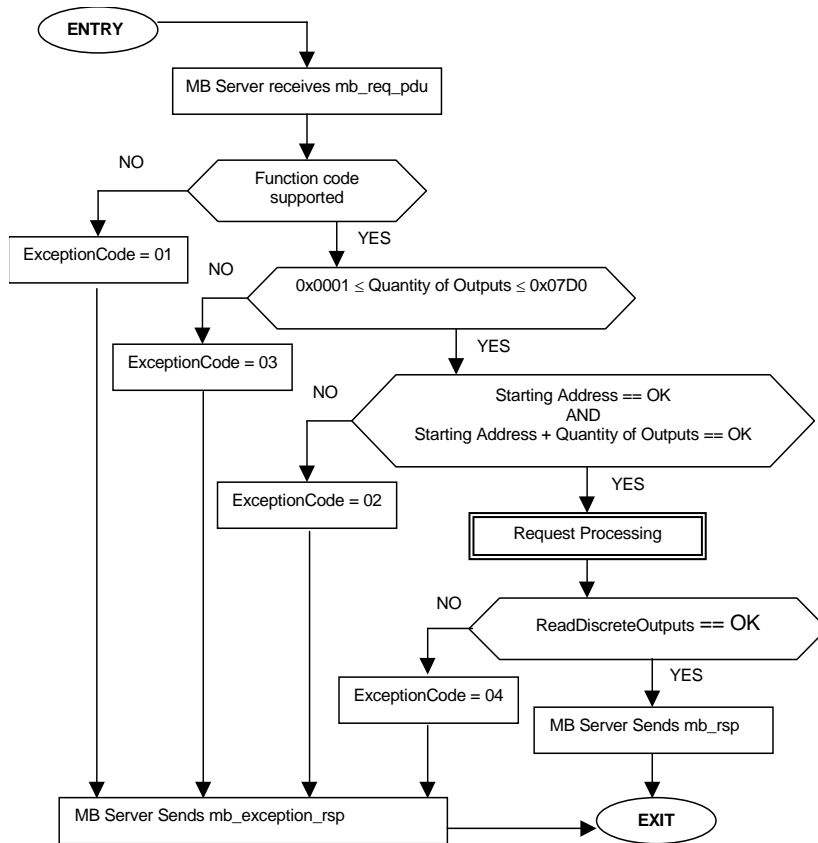 ENTRY
MB Server receives mb_req_pdu
NO
Function code
supported
YES
ExceptionCode = 01
NO
0x0001 ≤ Quantity of Outputs ≤ 0x07D0
YES
ExceptionCode = 03
NO
Starting Address == OK
AND
Starting Address + Quantity of Outputs == OK
YES
ExceptionCode = 02
Request Processing
NO
ReadDiscreteOutputs == OK
YES
ExceptionCode = 04
MB Server Sends mb_rsp
MB Server Sends mb_exception_rsp
EXIT